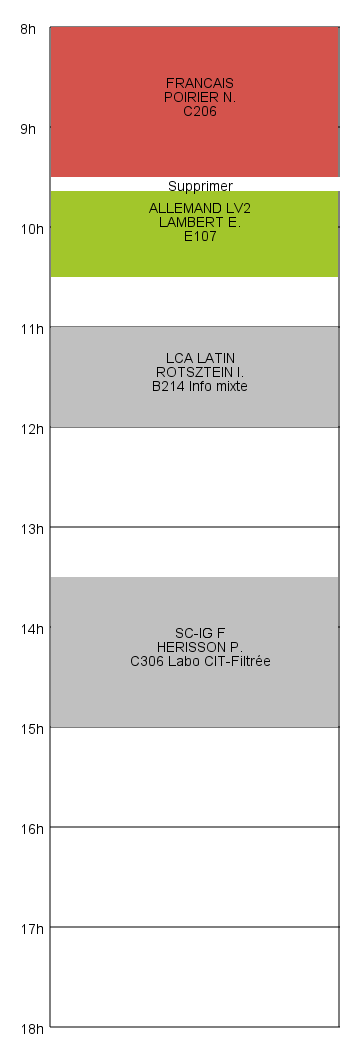 8h
FRANCAIS
POIRIER N.
C206
9h
Supprimer
ALLEMAND LV2
LAMBERT E.
10h
E107
11h
LCA LATIN
ROTSZTEIN I.
B214 Info mixte
12h
13h
14h
SC-IG F
HERISSON P.
C306 Labo CIT-Filtrée
15h
16h
17h
18h